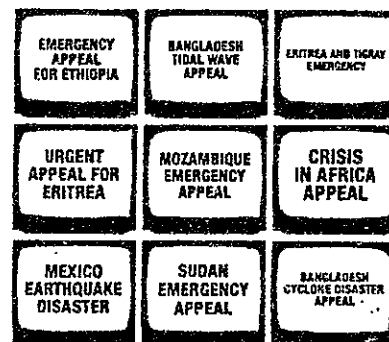 EMERGENCY
APPEAL
FOR ETHIOPIA
BANGLADESH
TIDAL WAVE
APPEAL
ERITREA AND TIGRAY
EMERGENCY
URGENT
APPEAL FOR
ERITREA
MOZAMBIQUE
EMERGENCY
APPEAL
CRISIS
IN AFRICA
APPEAL
MEXICO
EARTHQUAKE
DISASTER
SUDAN
EMERGENCY
APPEAL
BANGLADESH
CYCLONE DISASTER
APPEAL